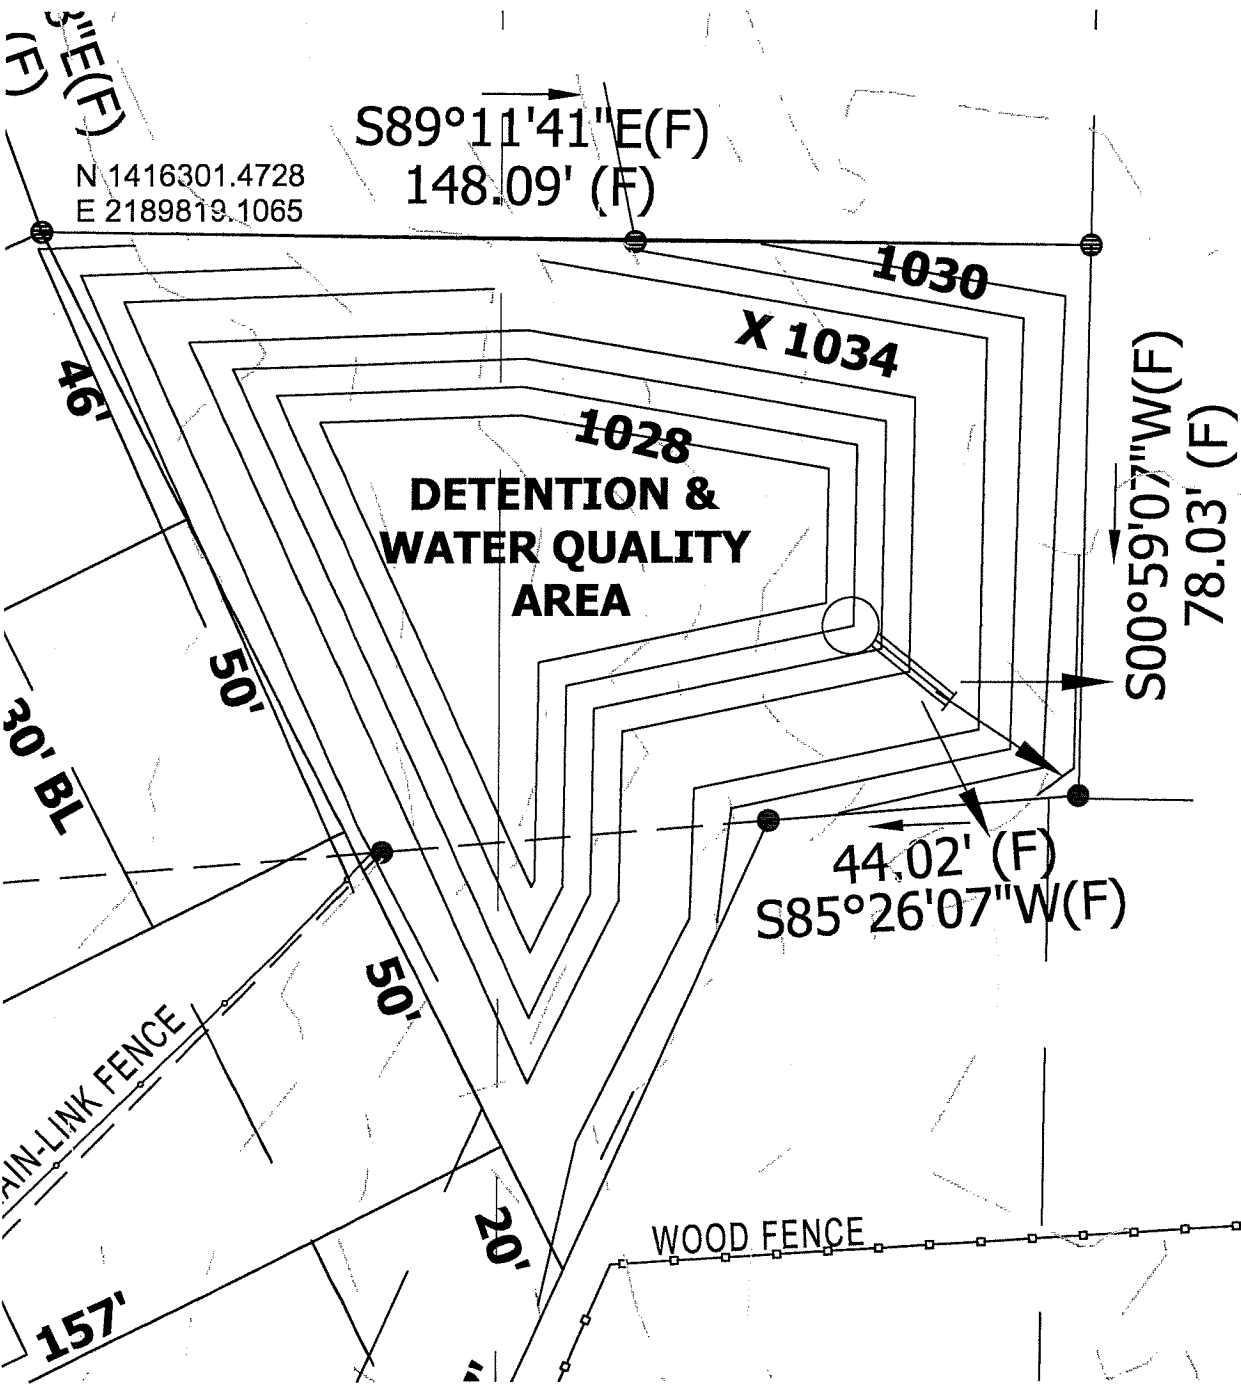 "E(F)
(F)
S89°11'41"E(F)
148.09' (F)
N 1416301.4728
E 2189819.1065
1030
X 1034
46'
1028
DETENTION &
WATER QUALITY
AREA
S00°59'07"W(F)
78.03' (F)
50'
30' BL
44.02' (F)
S85°26'07"W(F)
50'
AIN-LINK FENCE
20'
WOOD FENCE
157'
"